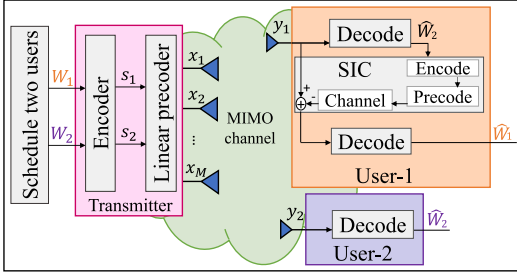 Schedule two users
W₁
W₂
Encoder
s₁
s₂
Linear precoder
Transmitter
x₁
x₂
...
x_M
MIMO
channel
y₁
Decode
Ŵ₂
SIC
Encode
Precode
Channel
+
-
Decode
Ŵ₁
User-1
y₂
Decode
Ŵ₂
User-2